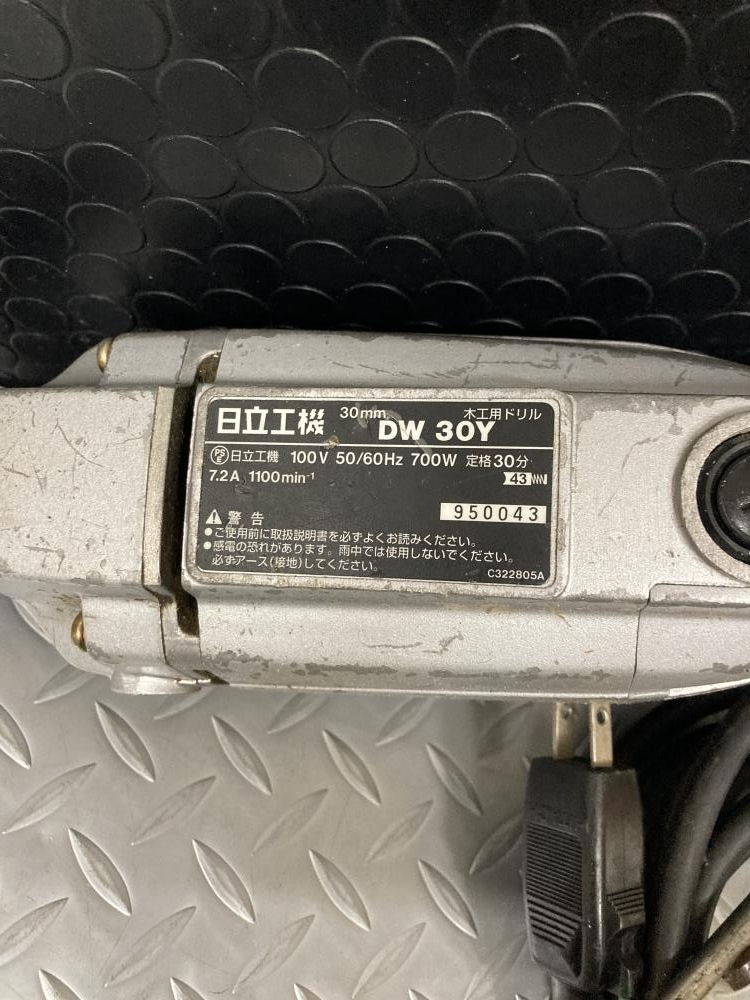 30mm 木工用ドリル
日立工機 DW 30Y
PSE 日立工機 100V 50/60Hz 700W 定格30分
7.2A 1100min⁻¹ 43
950043
警告
●ご使用前に取扱説明書を必ずよくお読みください。
●感電の恐れがあります。雨中では使用しないでください。
必ずアース(接地)してください。
C322805A